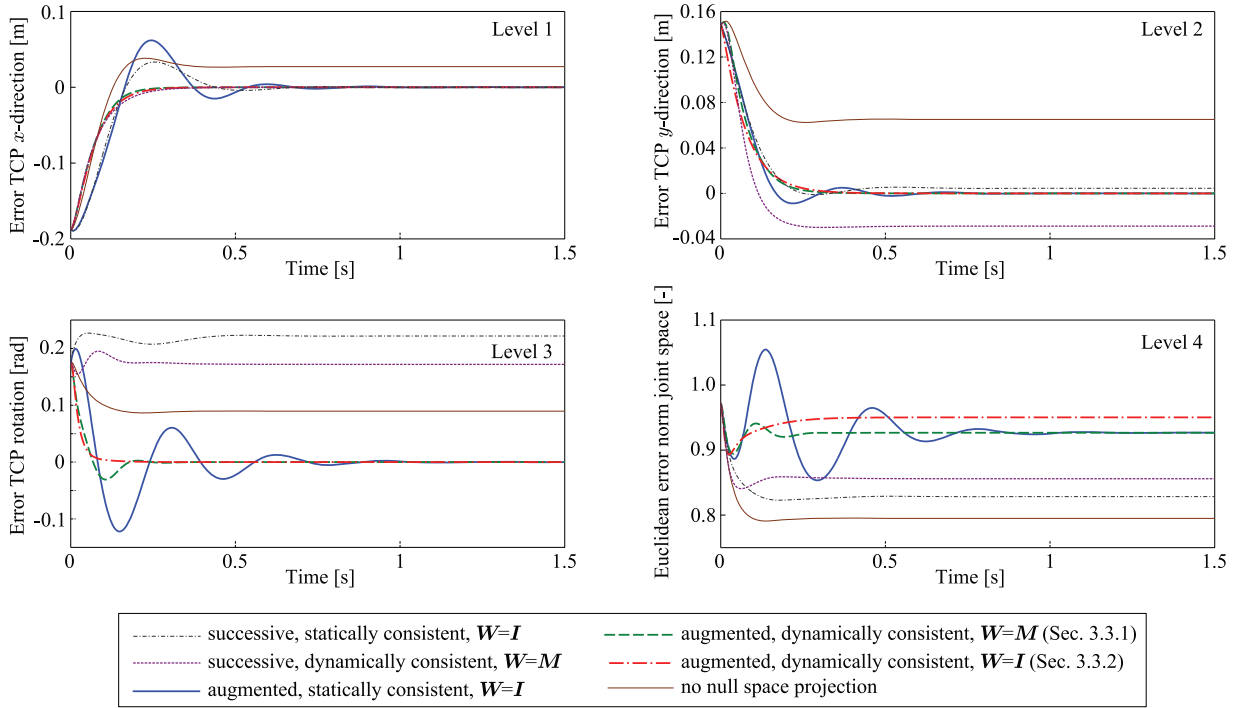 Level 1
Error TCP x-direction [m]
0.1
0
-0.1
-0.2
0
0.5
1
1.5
Time [s]
Level 2
Error TCP y-direction [m]
0.16
0.12
0.08
0.04
0
-0.04
0
0.5
1
1.5
Time [s]
Level 3
Error TCP rotation [rad]
0.2
0.1
0
-0.1
0
0.5
1
1.5
Time [s]
Level 4
Euclidean error norm joint space [-]
1.1
1.0
0.9
0.8
0
0.5
1
1.5
Time [s]
successive, statically consistent, W=I
successive, dynamically consistent, W=M
augmented, statically consistent, W=I
augmented, dynamically consistent, W=M (Sec. 3.3.1)
augmented, dynamically consistent, W=I (Sec. 3.3.2)
no null space projection